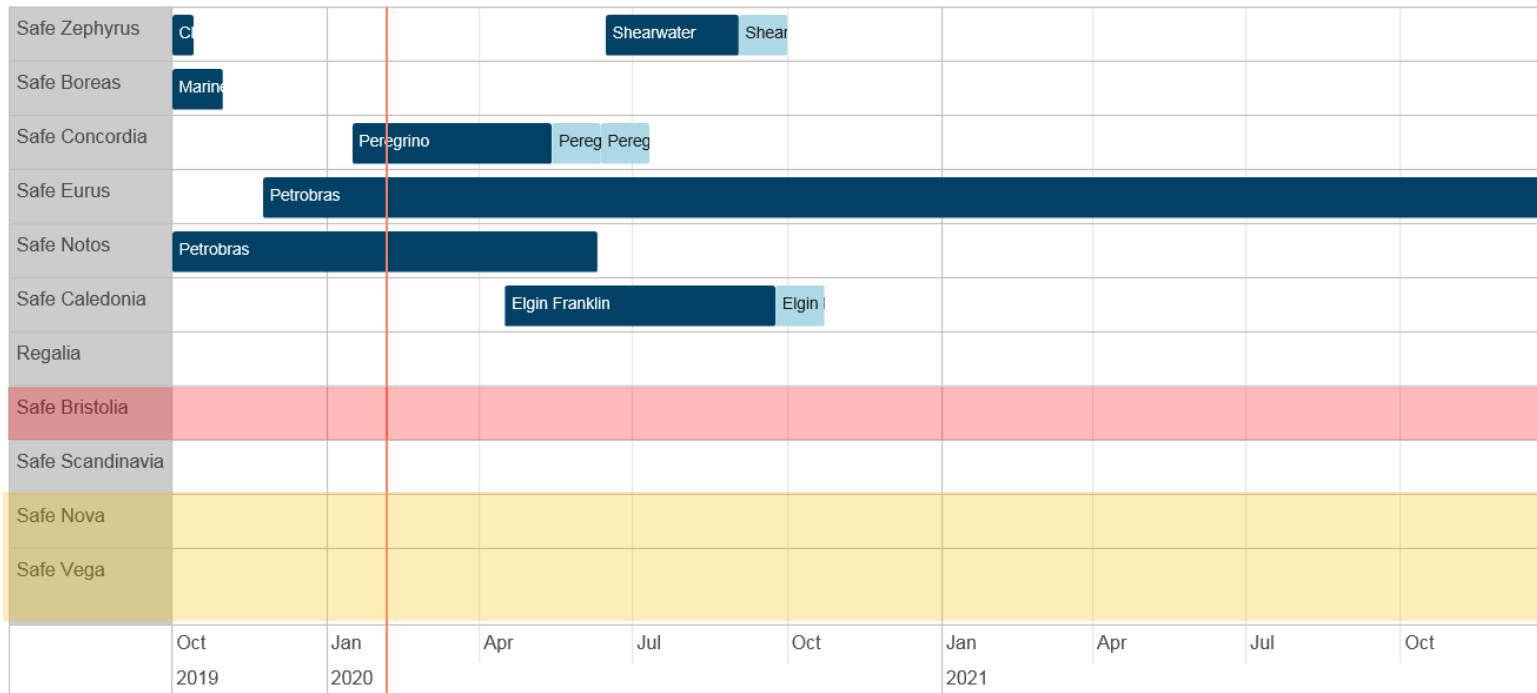 Safe Zephyrus Shearwater Shear
Safe Boreas Marine
Safe Concordia Peregrino Pereg Pereg
Safe Eurus Petrobras
Safe Notos Petrobras
Safe Caledonia Elgin Franklin Elgin
Regalia
Safe Bristolia
Safe Scandinavia
Safe Nova
Safe Vega
Oct Jan Apr Jul Oct Jan Apr Jul Oct
2019 2020 2021